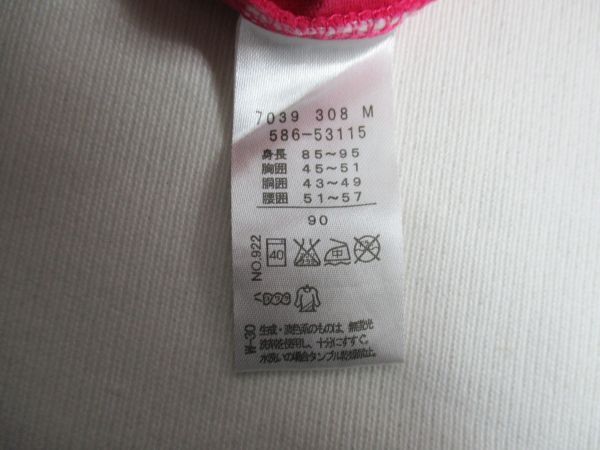 7039 308 M
586-53115
身長 85~95
胸囲 45~51
胴囲 43~49
腰囲 51~57
90
NO.922
40
中
W-30
生成・淡色系のものは、無蛍光
洗剤を使用し、十分にすすぐ。
水洗いの場合タンブル乾燥禁止。